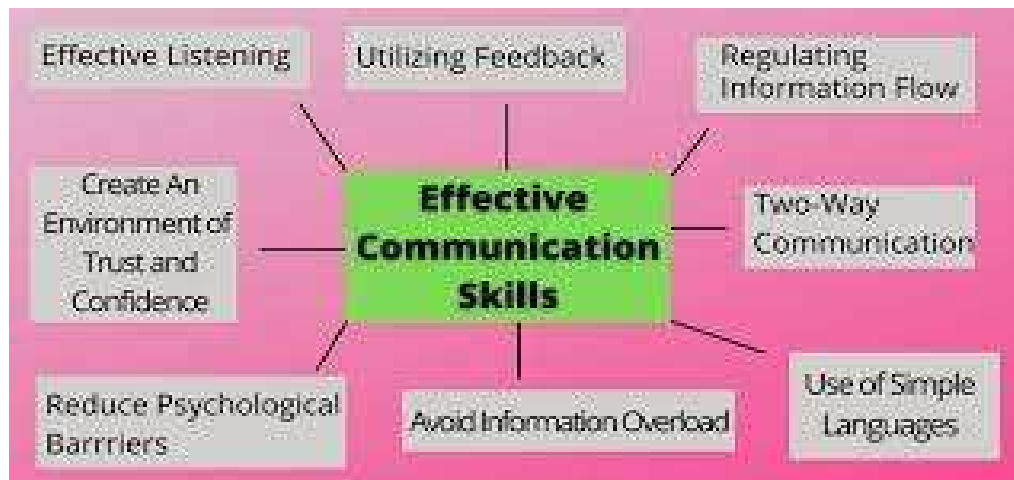 Effective Listening
Utilizing Feedback
Regulating
Information Flow
Create An
Environment of
Trust and
Confidence
Effective
Communication
Skills
Two-Way
Communication
Reduce Psychological
Barrriers
Avoid Information Overload
Use of Simple
Languages